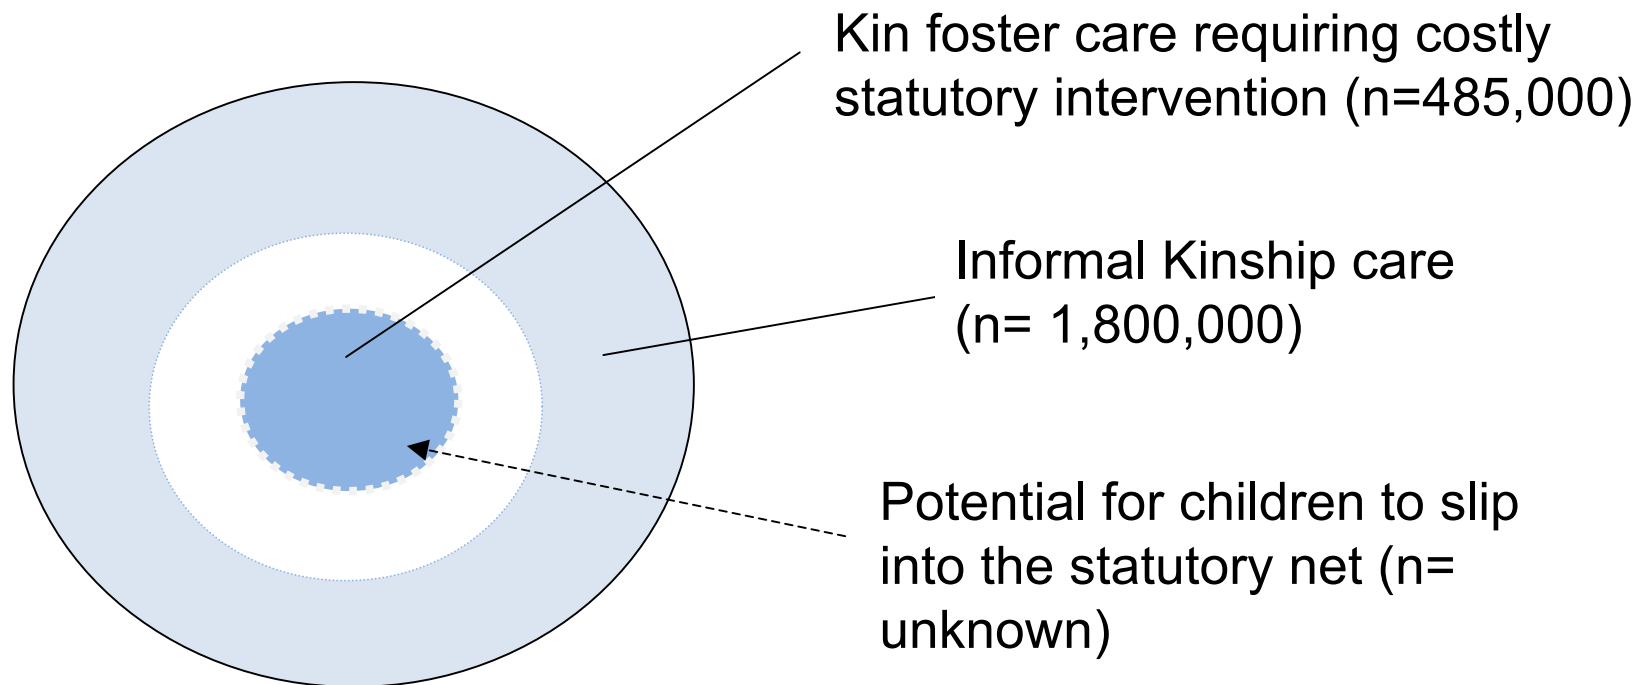 Kin foster care requiring costly
statutory intervention (n=485,000)
Informal Kinship care
(n= 1,800,000)
Potential for children to slip
into the statutory net (n=
unknown)